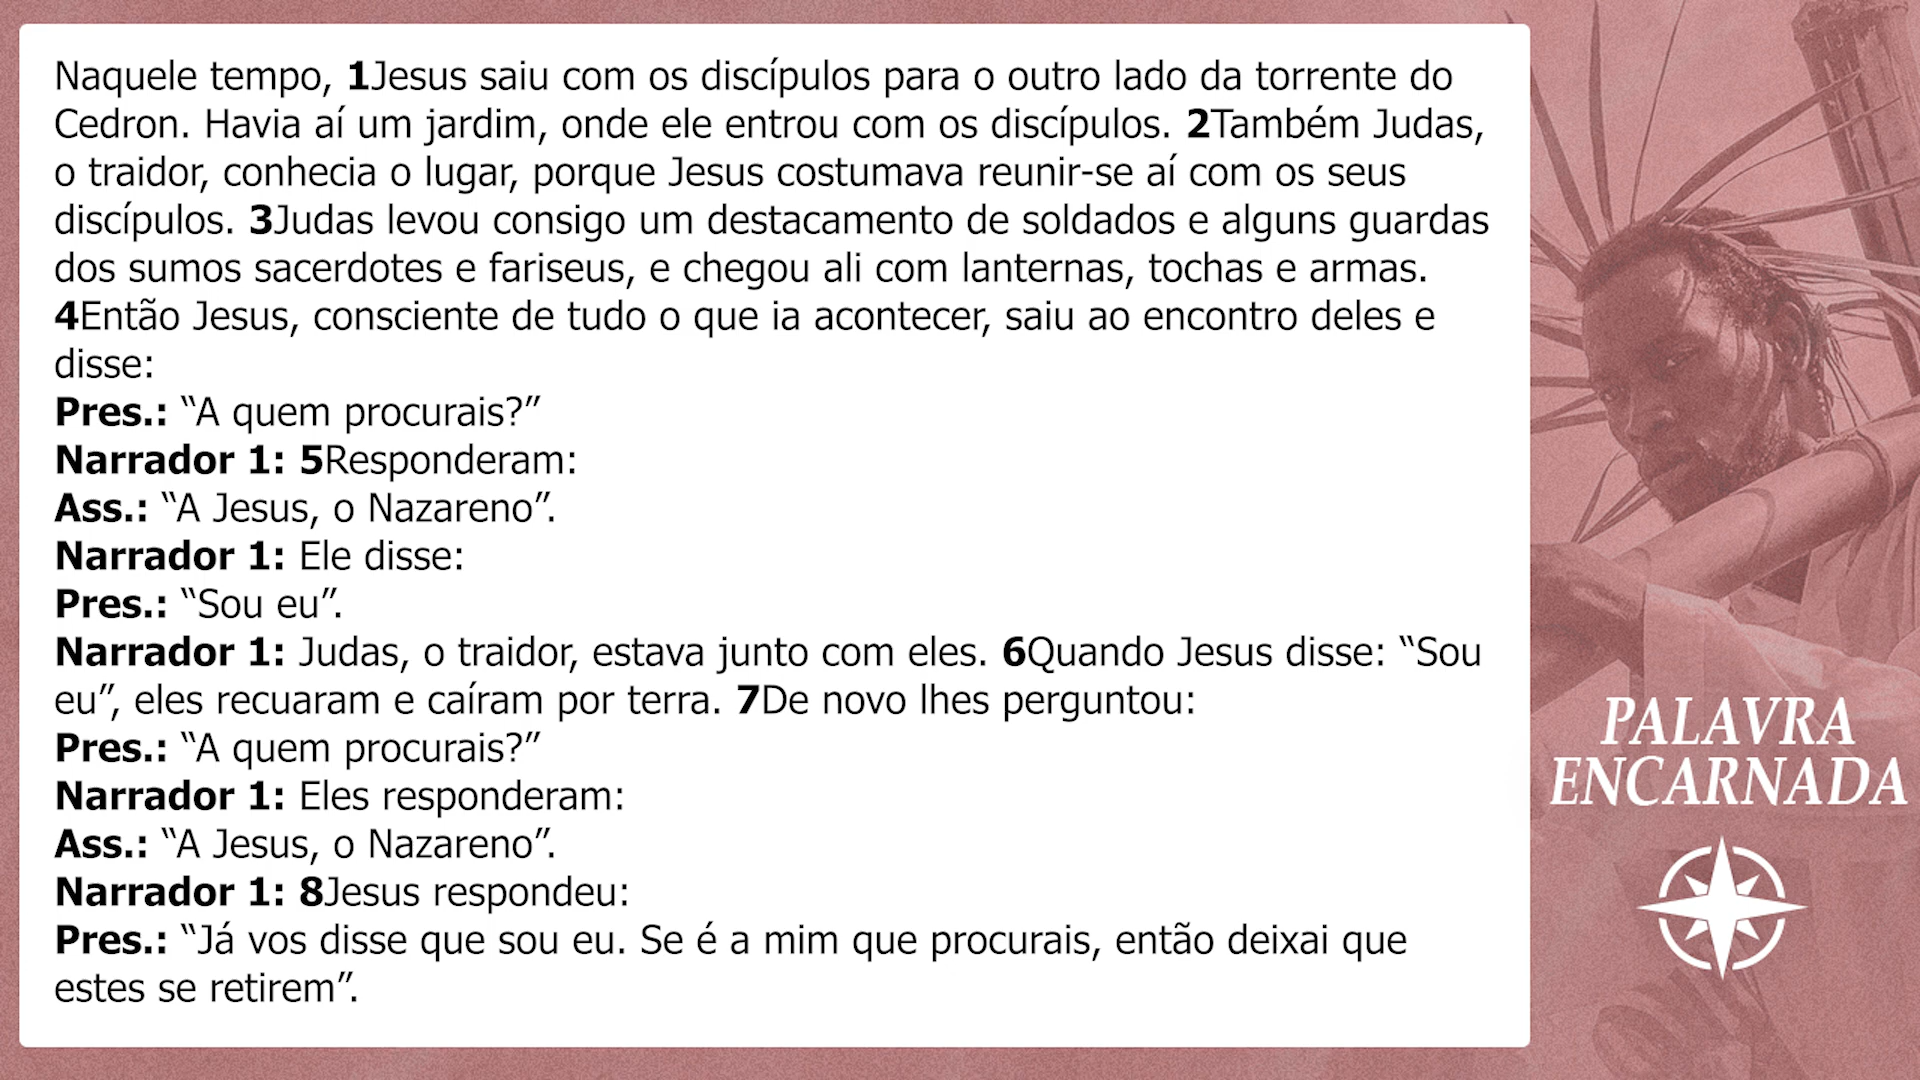 Naquele tempo, 1Jesus saiu com os discípulos para o outro lado da torrente do
Cedron. Havia aí um jardim, onde ele entrou com os discípulos. 2Também Judas,
o traidor, conhecia o lugar, porque Jesus costumava reunir-se aí com os seus
discípulos. 3Judas levou consigo um destacamento de soldados e alguns guardas
dos sumos sacerdotes e fariseus, e chegou ali com lanternas, tochas e armas.
4Então Jesus, consciente de tudo o que ia acontecer, saiu ao encontro deles e
disse:
Pres.: “A quem procurais?”
Narrador 1: 5Responderam:
Ass.: “A Jesus, o Nazareno”.
Narrador 1: Ele disse:
Pres.: “Sou eu”.
Narrador 1: Judas, o traidor, estava junto com eles. 6Quando Jesus disse: “Sou
eu”, eles recuaram e caíram por terra. 7De novo lhes perguntou:
Pres.: “A quem procurais?”
Narrador 1: Eles responderam:
Ass.: “A Jesus, o Nazareno”.
Narrador 1: 8Jesus respondeu:
Pres.: “Já vos disse que sou eu. Se é a mim que procurais, então deixai que
estes se retirem”.
PALAVRA
ENCARNADA